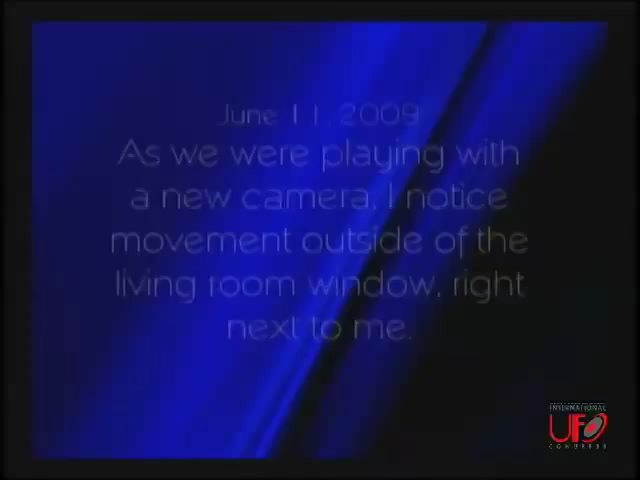 June 11, 2009
As we were playing with
a new camera, I notice
movement outside of the
living room window, right
next to me.
INTERNATIONAL
UFO
CONGRESS